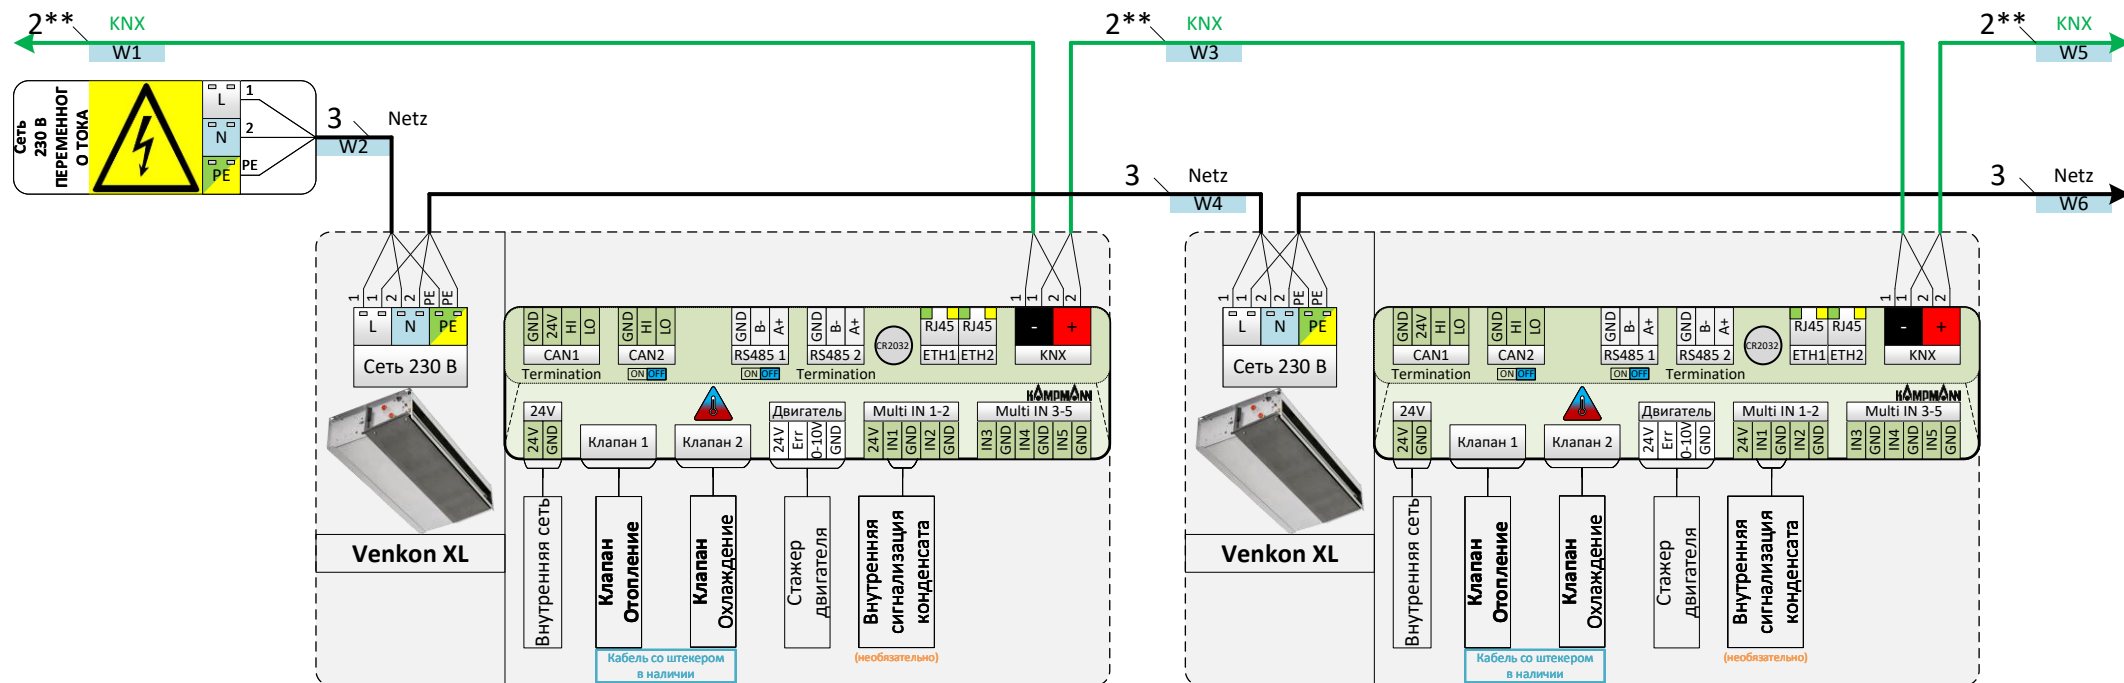 2** KNX 2** KNX 2** KNX
W1 W3 W5
Сеть
230 В
ПЕРЕМЕННОГ
О ТОКА
L 1
N 2
PE PE
3 Netz
W2
3 Netz 3 Netz
W4 W6
1 1 2 2 PE PE
L N PE
Сеть 230 В
Venkon XL
1 1 2 2
GND 24V HI LO
CAN1
GND HI LO
CAN2
GND B- A+
RS485 1
GND B- A+
RS485 2
CR2032
RJ45 RJ45
ETH1 ETH2
- +
KNX
Termination ON OFF ON OFF Termination
KAMPMANN
24V
24V GND
Клапан 1
Клапан 2
Двигатель
24V Err 0-10V GND
Multi IN 1-2
24V IN1 GND IN2 GND
Multi IN 3-5
IN3 GND IN4 GND IN5 GND
Внутренняя сеть
Клапан
Отопление
Клапан
Охлаждение
Стажер
двигателя
Внутренняя
сигнализация
конденсата
Кабель со штекером
в наличии
(необязательно)
1 1 2 2 PE PE
L N PE
Сеть 230 В
Venkon XL
1 1 2 2
GND 24V HI LO
CAN1
GND HI LO
CAN2
GND B- A+
RS485 1
GND B- A+
RS485 2
CR2032
RJ45 RJ45
ETH1 ETH2
- +
KNX
Termination ON OFF ON OFF Termination
KAMPMANN
24V
24V GND
Клапан 1
Клапан 2
Двигатель
24V Err 0-10V GND
Multi IN 1-2
24V IN1 GND IN2 GND
Multi IN 3-5
IN3 GND IN4 GND IN5 GND
Внутренняя сеть
Клапан
Отопление
Клапан
Охлаждение
Стажер
двигателя
Внутренняя
сигнализация
конденсата
Кабель со штекером
в наличии
(необязательно)